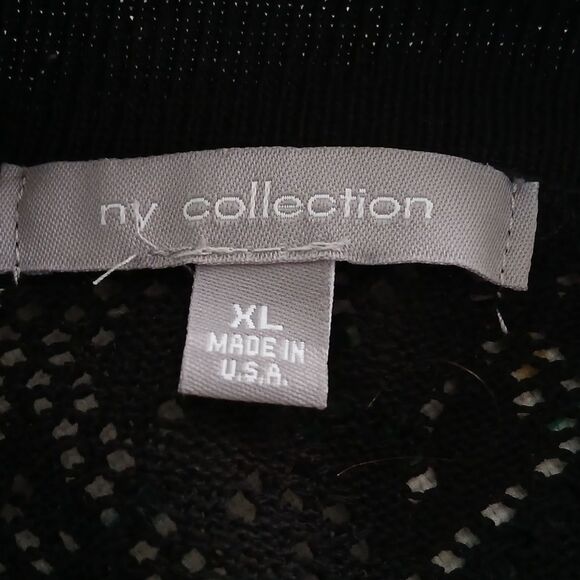 ny collection
XL
MADE IN
U.S.A.